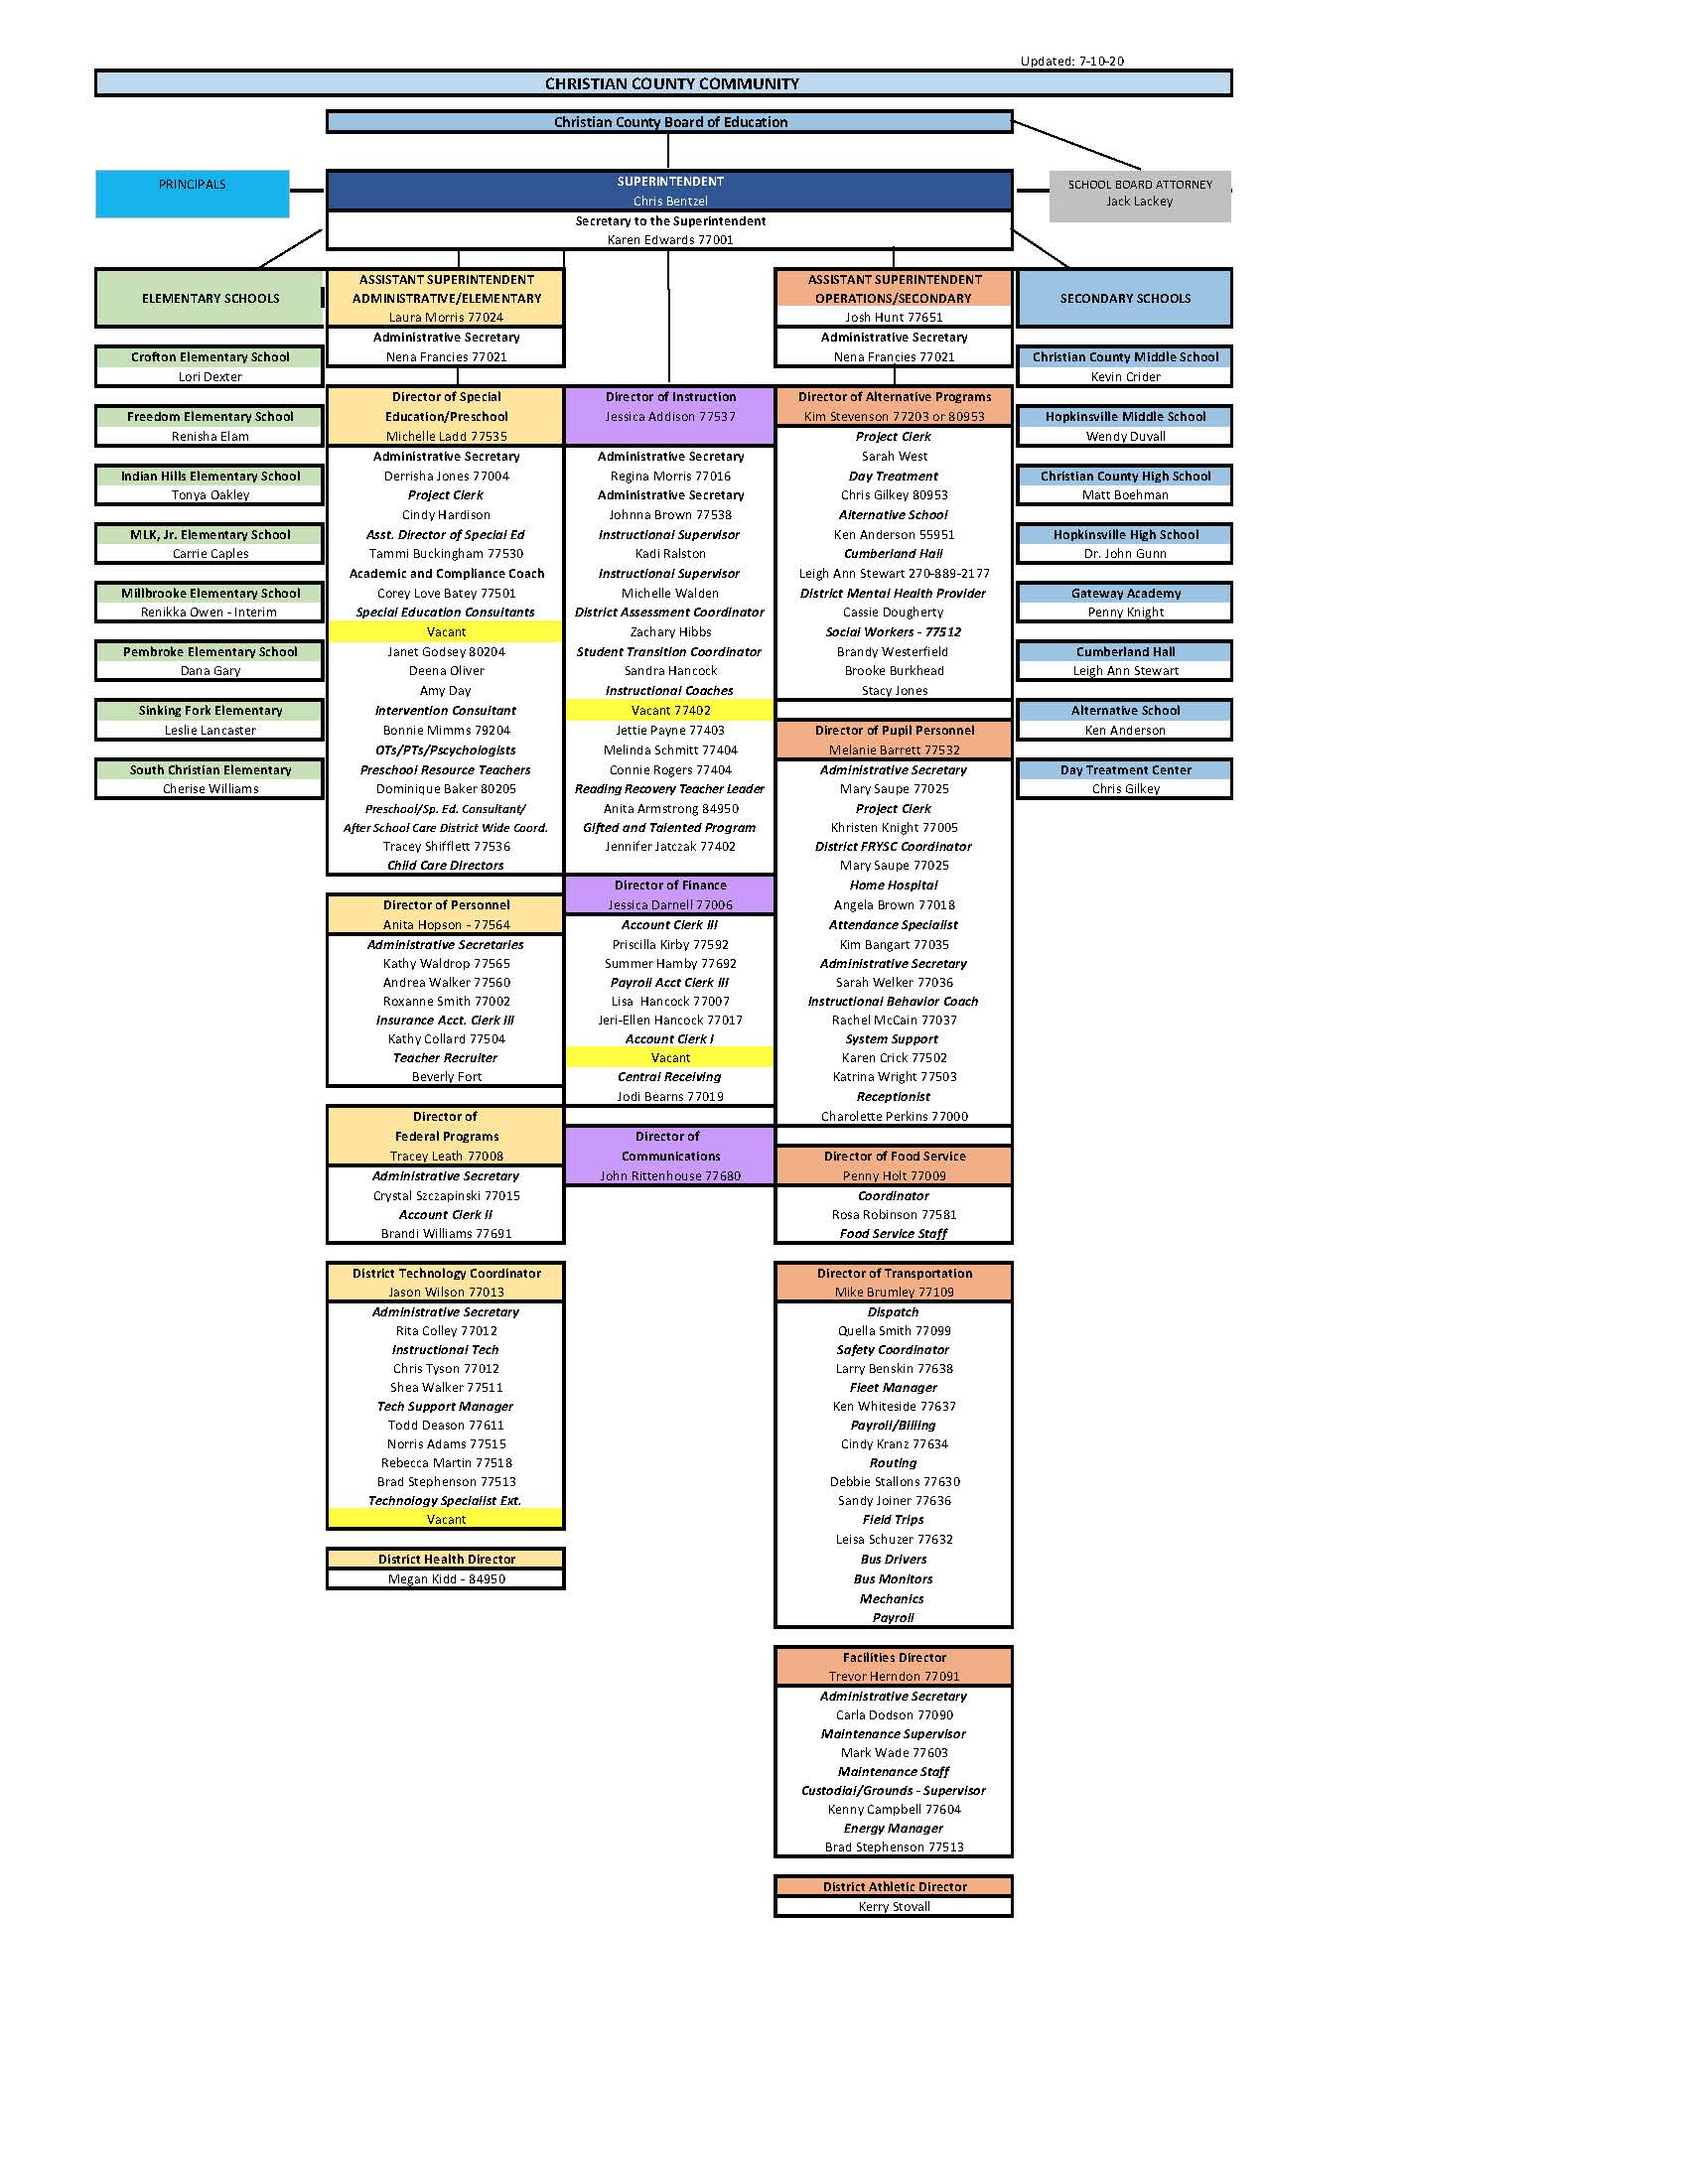 Updated: 7-10-20
CHRISTIAN COUNTY COMMUNITY
Christian County Board of Education
PRINCIPALS
SUPERINTENDENT
Chris Bentzel
Secretary to the Superintendent
Karen Edwards 77001
SCHOOL BOARD ATTORNEY
Jack Lackey
ELEMENTARY SCHOOLS
Crofton Elementary School
Lori Dexter
Freedom Elementary School
Renisha Elam
Indian Hills Elementary School
Tonya Oakley
MLK, Jr. Elementary School
Carrie Caples
Millbrooke Elementary School
Renikka Owen - Interim
Pembroke Elementary School
Dana Gary
Sinking Fork Elementary
Leslie Lancaster
South Christian Elementary
Cherise Williams
ASSISTANT SUPERINTENDENT
ADMINISTRATIVE/ELEMENTARY
Laura Morris 77024
Administrative Secretary
Nena Francies 77021
Director of Special
Education/Preschool
Michelle Ladd 77535
Administrative Secretary
Derrisha Jones 77004
Project Clerk
Cindy Hardison
Asst. Director of Special Ed
Tammi Buckingham 77530
Academic and Compliance Coach
Corey Love Batey 77501
Special Education Consultants
Vacant
Janet Godsey 80204
Deena Oliver
Amy Day
Intervention Consultant
Bonnie Mimms 79204
OTs/PTs/Pscychologists
Preschool Resource Teachers
Dominique Baker 80205
Preschool/Sp. Ed. Consultant/
After School Care District Wide Coord.
Tracey Shifflett 77536
Child Care Directors
Director of Personnel
Anita Hopson - 77564
Administrative Secretaries
Kathy Waldrop 77565
Andrea Walker 77560
Roxanne Smith 77002
Insurance Acct. Clerk III
Kathy Collard 77504
Teacher Recruiter
Beverly Fort
Director of
Federal Programs
Tracey Leath 77008
Administrative Secretary
Crystal Szczapinski 77015
Account Clerk II
Brandi Williams 77691
District Technology Coordinator
Jason Wilson 77013
Administrative Secretary
Rita Colley 77012
Instructional Tech
Chris Tyson 77012
Shea Walker 77511
Tech Support Manager
Todd Deason 77611
Norris Adams 77515
Rebecca Martin 77518
Brad Stephenson 77513
Technology Specialist Ext.
Vacant
District Health Director
Megan Kidd - 84950
Director of Instruction
Jessica Addison 77537
Administrative Secretary
Regina Morris 77016
Administrative Secretary
Johnna Brown 77538
Instructional Supervisor
Kadi Ralston
Instructional Supervisor
Michelle Walden
District Assessment Coordinator
Zachary Hibbs
Student Transition Coordinator
Sandra Hancock
Instructional Coaches
Vacant 77402
Jettie Payne 77403
Melinda Schmitt 77404
Connie Rogers 77404
Reading Recovery Teacher Leader
Anita Armstrong 84950
Gifted and Talented Program
Jennifer Jatczak 77402
Director of Finance
Jessica Darnell 77006
Account Clerk III
Priscilla Kirby 77592
Summer Hamby 77692
Payroll Acct Clerk III
Lisa Hancock 77007
Jeri-Ellen Hancock 77017
Account Clerk I
Vacant
Central Receiving
Jodi Bearns 77019
Director of
Communications
John Rittenhouse 77680
ASSISTANT SUPERINTENDENT
OPERATIONS/SECONDARY
Josh Hunt 77651
Administrative Secretary
Nena Francies 77021
Director of Alternative Programs
Kim Stevenson 77203 or 80953
Project Clerk
Sarah West
Day Treatment
Chris Gilkey 80953
Alternative School
Ken Anderson 55951
Cumberland Hall
Leigh Ann Stewart 270-889-2177
District Mental Health Provider
Cassie Dougherty
Social Workers - 77512
Brandy Westerfield
Brooke Burkhead
Stacy Jones
Director of Pupil Personnel
Melanie Barrett 77532
Administrative Secretary
Mary Saupe 77025
Project Clerk
Khristen Knight 77005
District FRYSC Coordinator
Mary Saupe 77025
Home Hospital
Angela Brown 77018
Attendance Specialist
Kim Bangart 77035
Administrative Secretary
Sarah Welker 77036
Instructional Behavior Coach
Rachel McCain 77037
System Support
Karen Crick 77502
Katrina Wright 77503
Receptionist
Charolette Perkins 77000
Director of Food Service
Penny Holt 77009
Coordinator
Rosa Robinson 77581
Food Service Staff
Director of Transportation
Mike Brumley 77109
Dispatch
Quella Smith 77099
Safety Coordinator
Larry Benskin 77638
Fleet Manager
Ken Whiteside 77637
Payroll/Billing
Cindy Kranz 77634
Routing
Debbie Stallons 77630
Sandy Joiner 77636
Field Trips
Leisa Schuzer 77632
Bus Drivers
Bus Monitors
Mechanics
Payroll
Facilities Director
Trevor Herndon 77091
Administrative Secretary
Carla Dodson 77090
Maintenance Supervisor
Mark Wade 77603
Maintenance Staff
Custodial/Grounds - Supervisor
Kenny Campbell 77604
Energy Manager
Brad Stephenson 77513
District Athletic Director
Kerry Stovall
SECONDARY SCHOOLS
Christian County Middle School
Kevin Crider
Hopkinsville Middle School
Wendy Duvall
Christian County High School
Matt Boehman
Hopkinsville High School
Dr. John Gunn
Gateway Academy
Penny Knight
Cumberland Hall
Leigh Ann Stewart
Alternative School
Ken Anderson
Day Treatment Center
Chris Gilkey